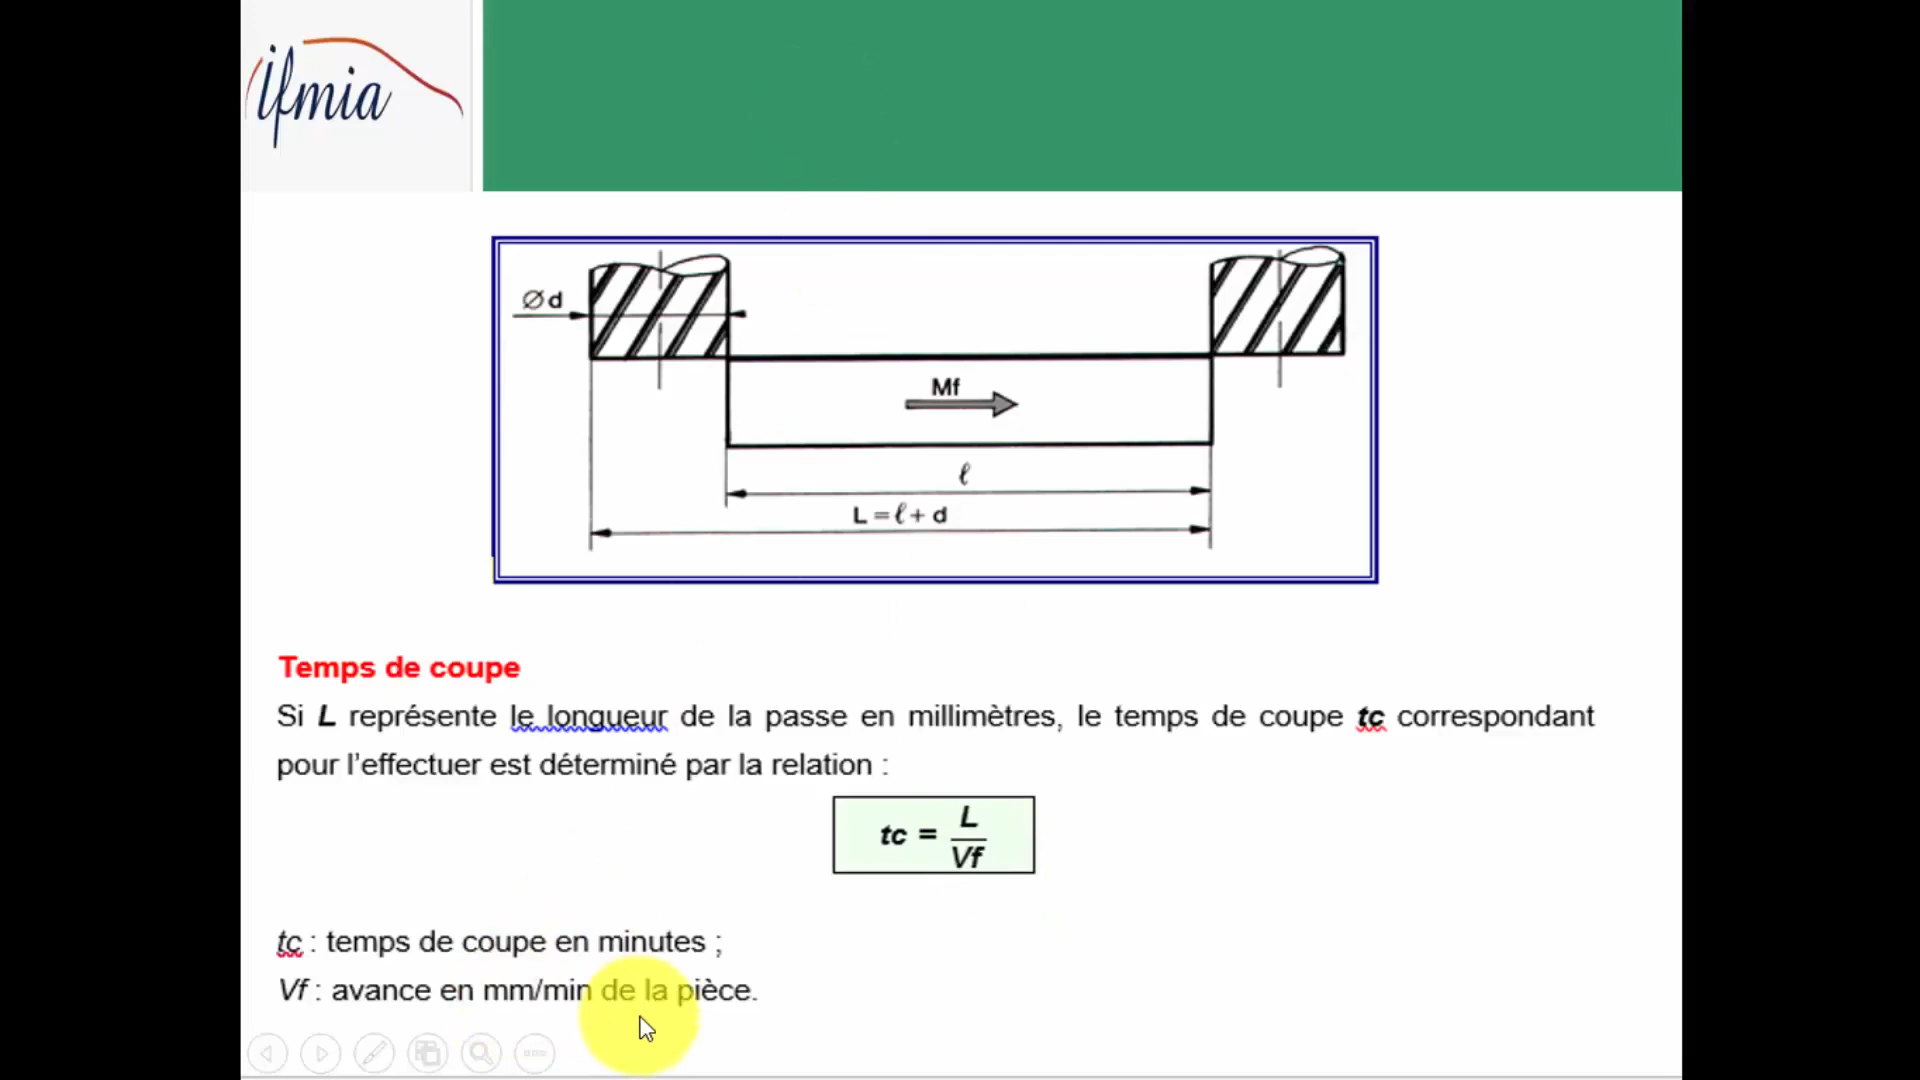 ifmia
Ød
Mf
ℓ
L = ℓ + d
Temps de coupe
Si L représente le longueur de la passe en millimètres, le temps de coupe tc correspondant
pour l’effectuer est déterminé par la relation :
tc = L / Vf
tc : temps de coupe en minutes ;
Vf : avance en mm/min de la pièce.